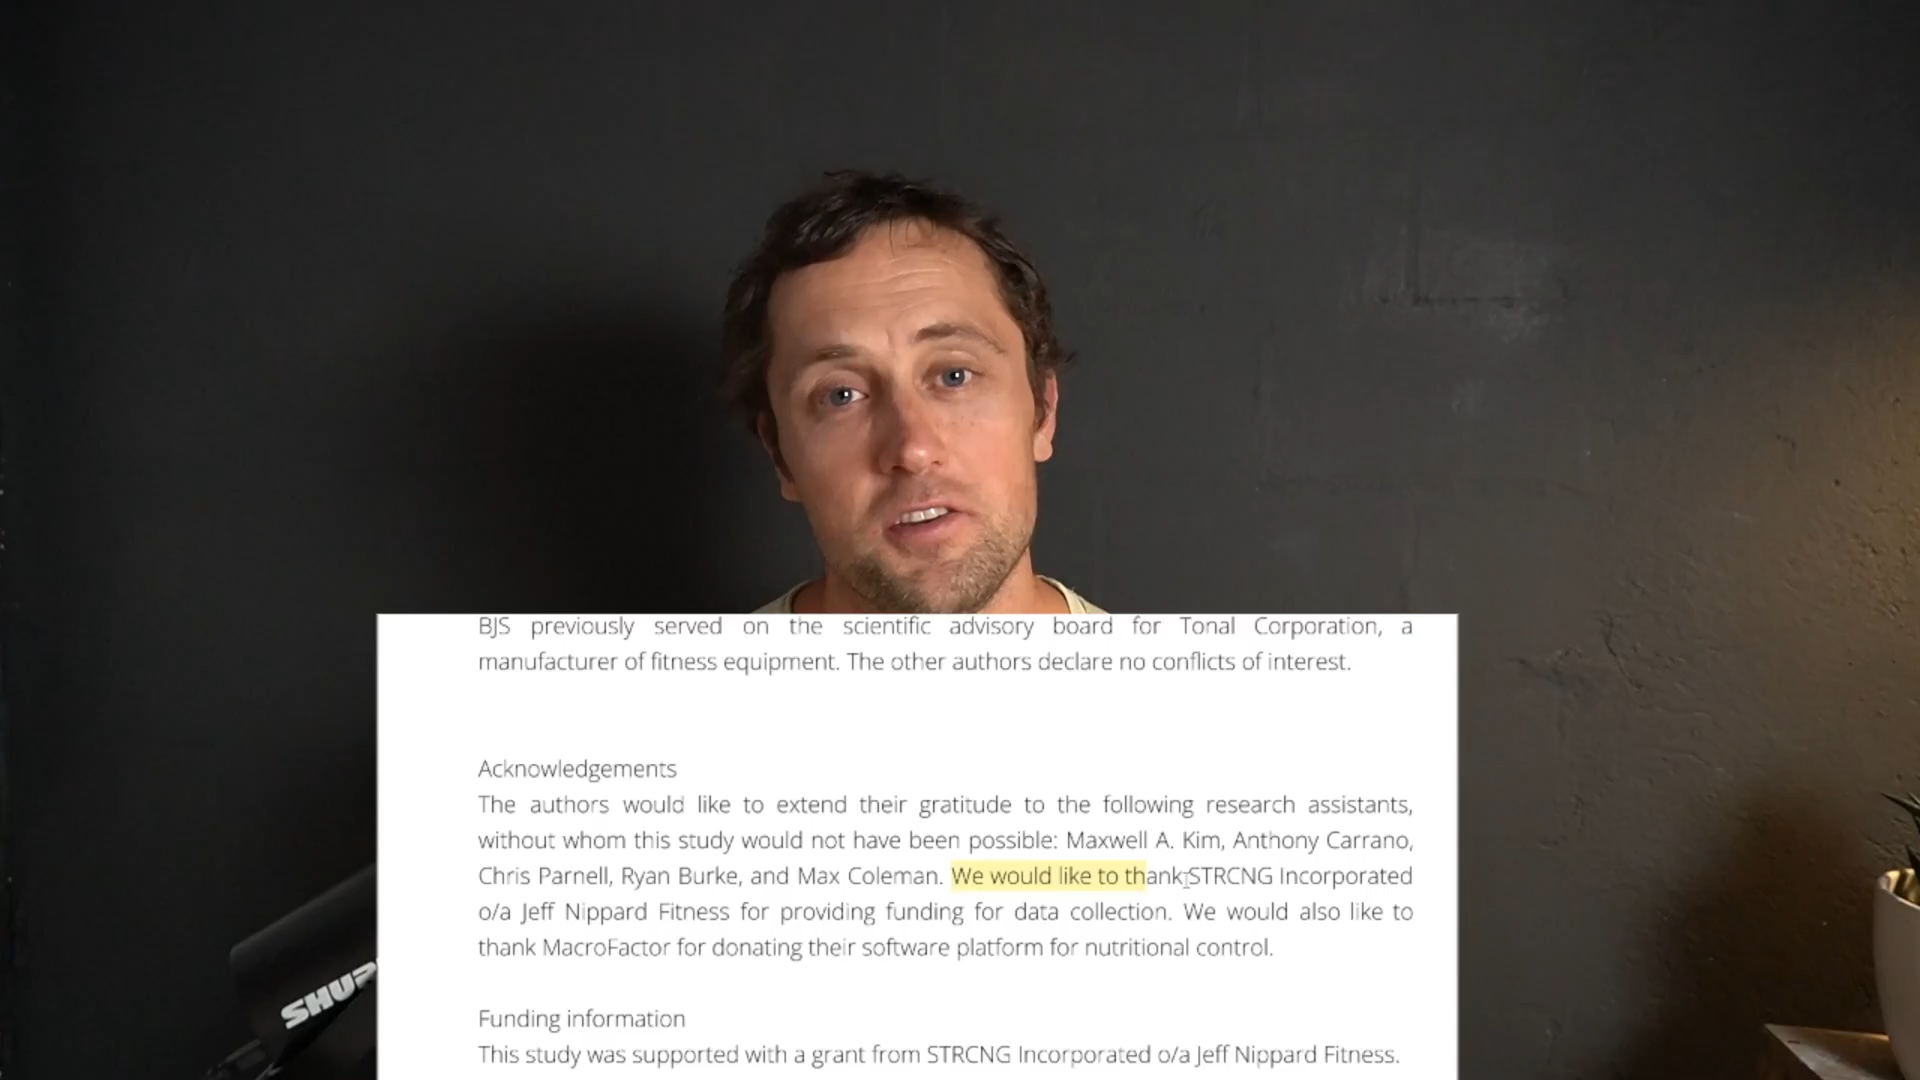 BJS previously served on the scientific advisory board for Tonal Corporation, a
manufacturer of fitness equipment. The other authors declare no conflicts of interest.
Acknowledgements
The authors would like to extend their gratitude to the following research assistants,
without whom this study would not have been possible: Maxwell A. Kim, Anthony Carrano,
Chris Parnell, Ryan Burke, and Max Coleman. We would like to thank STRCNG Incorporated
o/a Jeff Nippard Fitness for providing funding for data collection. We would also like to
thank MacroFactor for donating their software platform for nutritional control.
SHUR
Funding information
This study was supported with a grant from STRCNG Incorporated o/a Jeff Nippard Fitness.